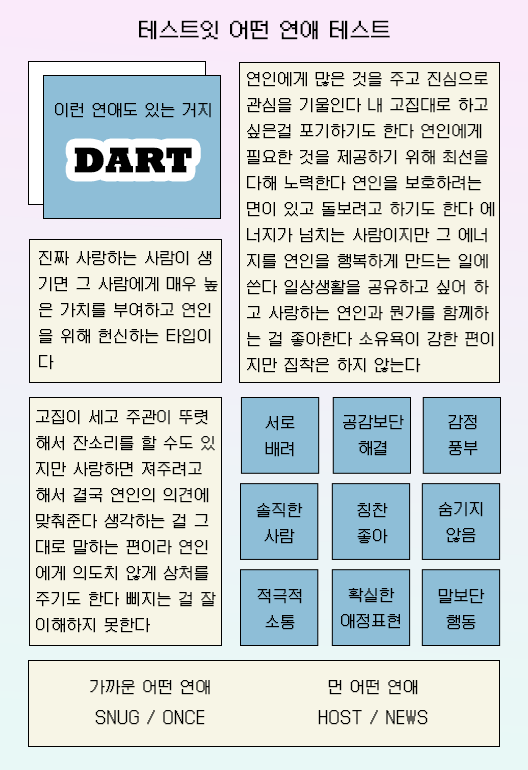 테스트잇 어떤 연애 테스트
이런 연애도 있는 거지
DART
연인에게 많은 것을 주고 진심으로
관심을 기울인다 내 고집대로 하고
싶은걸 포기하기도 한다 연인에게
필요한 것을 제공하기 위해 최선을
다해 노력한다 연인을 보호하려는
면이 있고 돌보려고 하기도 한다 에
너지가 넘치는 사람이지만 그 에너
지를 연인을 행복하게 만드는 일에
쓴다 일상생활을 공유하고 싶어 하
고 사랑하는 연인과 뭔가를 함께하
는 걸 좋아한다 소유욕이 강한 편이
지만 집착은 하지 않는다
진짜 사랑하는 사람이 생
기면 그 사람에게 매우 높
은 가치를 부여하고 연인
을 위해 헌신하는 타입이
다
고집이 세고 주관이 뚜렷
해서 잔소리를 할 수도 있
지만 사랑하면 져주려고
해서 결국 연인의 의견에
맞춰준다 생각하는 걸 그
대로 말하는 편이라 연인
에게 의도치 않게 상처를
주기도 한다 삐지는 걸 잘
이해하지 못한다
서로
배려
공감보단
해결
감정
풍부
솔직한
사람
칭찬
좋아
숨기지
않음
적극적
소통
확실한
애정표현
말보단
행동
가까운 어떤 연애
SNUG / ONCE
먼 어떤 연애
HOST / NEWS